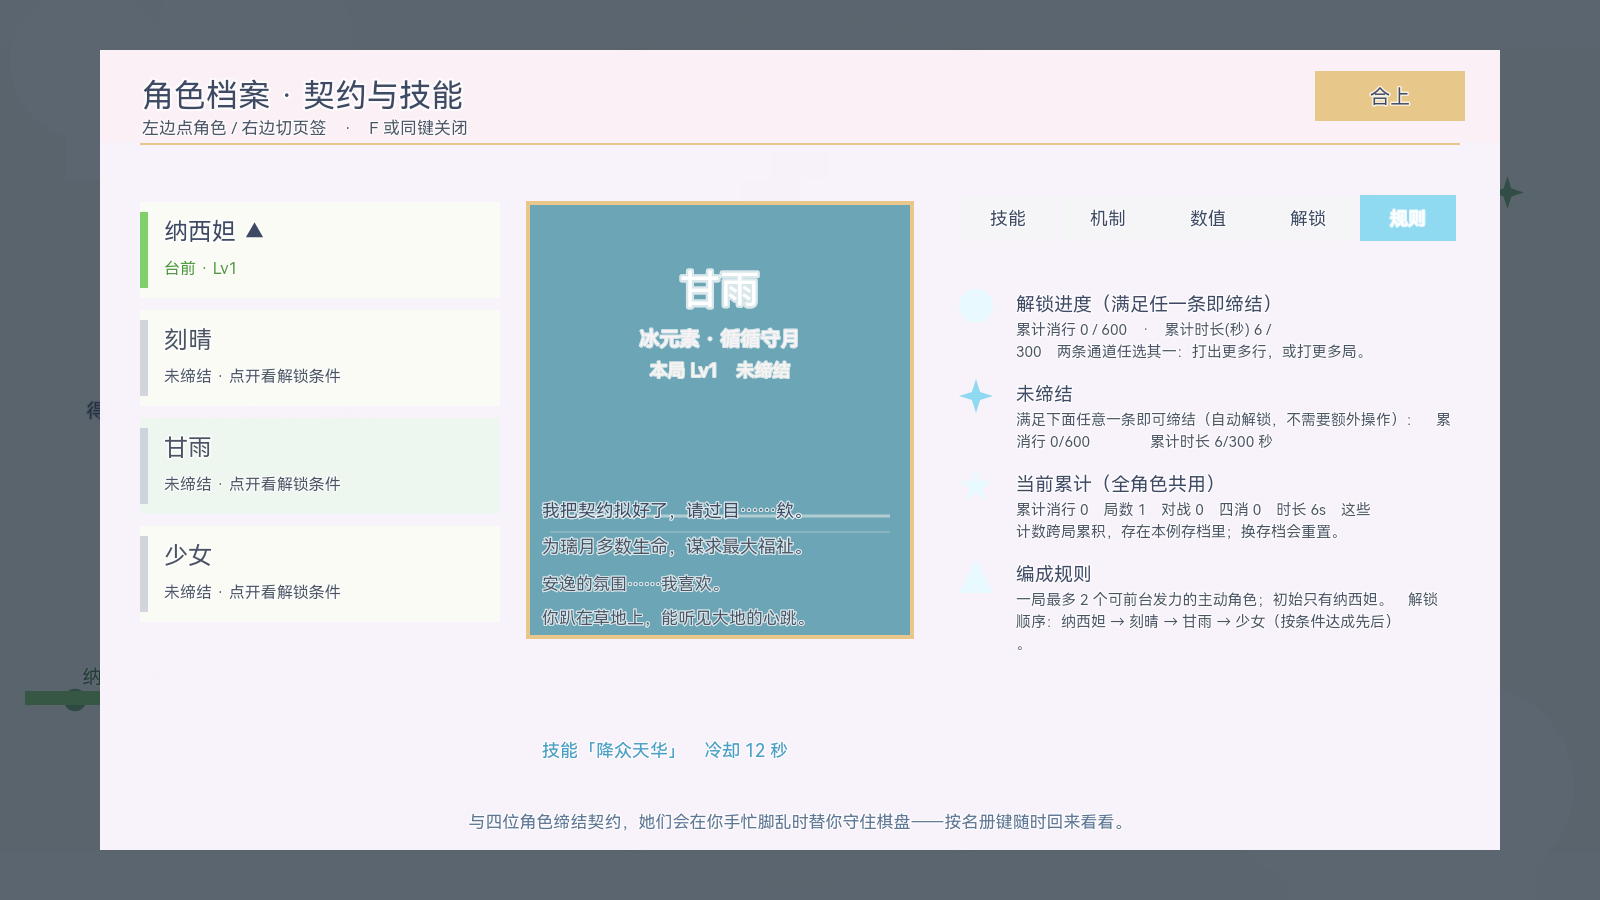 角色档案 · 契约与技能
左边点角色 / 右边切页签 · F 或同键关闭
合上
纳西妲 ▲
台前 · Lv1
刻晴
未缔结 · 点开看解锁条件
甘雨
未缔结 · 点开看解锁条件
少女
未缔结 · 点开看解锁条件
甘雨
冰元素 · 循循守月
本局 Lv1 未缔结
我把契约拟好了，请过目……欸。
为璃月多数生命，谋求最大福祉。
安逸的氛围……我喜欢。
你趴在草地上，能听见大地的心跳。
技能「降众天华」 冷却 12 秒
技能 机制 数值 解锁 规则
解锁进度（满足任一条即缔结）
累计消行 0 / 600 · 累计时长(秒) 6 /
300 两条通道任选其一：打出更多行，或打更多局。
未缔结
满足下面任意一条即可缔结（自动解锁，不需要额外操作）： 累
消行 0/600 累计时长 6/300 秒
当前累计（全角色共用）
累计消行 0 局数 1 对战 0 四消 0 时长 6s 这些
计数跨局累积，存在本例存档里；换存档会重置。
编成规则
一局最多 2 个可前台发力的主动角色；初始只有纳西妲。 解锁
顺序：纳西妲 → 刻晴 → 甘雨 → 少女（按条件达成先后）
。
与四位角色缔结契约，她们会在你手忙脚乱时替你守住棋盘——按名册键随时回来看看。
得
纳